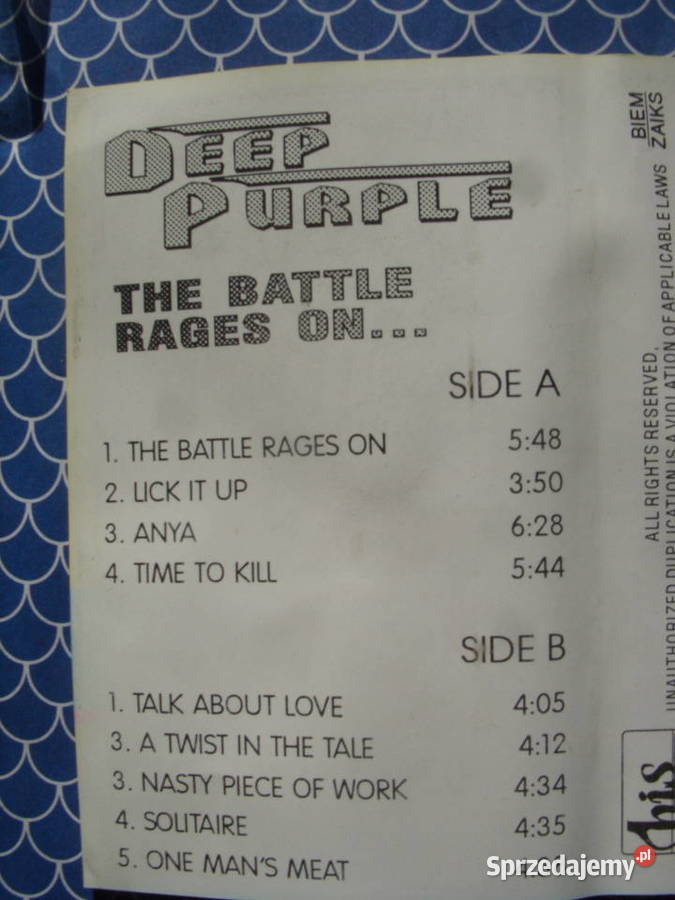 DEEP
PURPLE
THE BATTLE
RAGES ON...
SIDE A
1. THE BATTLE RAGES ON 5:48
2. LICK IT UP 3:50
3. ANYA 6:28
4. TIME TO KILL 5:44
SIDE B
1. TALK ABOUT LOVE 4:05
3. A TWIST IN THE TALE 4:12
3. NASTY PIECE OF WORK 4:34
4. SOLITAIRE 4:35
5. ONE MAN'S MEAT
BIEM
ZAIKS
ALL RIGHTS RESERVED.
UNAUTHORIZED DUPLICATION IS A VIOLATION OF APPLICABLE LAWS
Sprzedajemy.pl